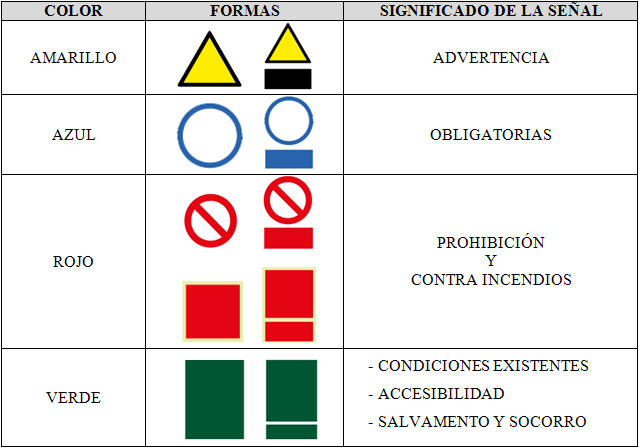 COLOR FORMAS SIGNIFICADO DE LA SEÑAL
AMARILLO ADVERTENCIA
AZUL OBLIGATORIAS
ROJO PROHIBICIÓN
Y
CONTRA INCENDIOS
VERDE - CONDICIONES EXISTENTES
- ACCESIBILIDAD
- SALVAMENTO Y SOCORRO